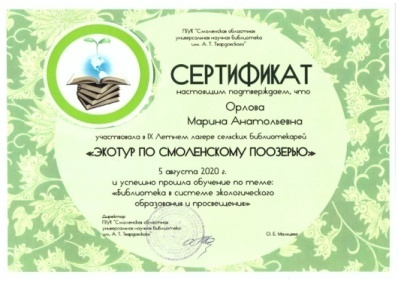 ГБУК "Смоленская областная
универсальная научная библиотека
им. А. Т. Твардовского"
СЕРТИФИКАТ
настоящим подтверждаем, что
Орлова
Марина Анатольевна
участвовала в IX Летнем лагере сельских библиотекарей
«ЭКОТУР ПО СМОЛЕНСКОМУ ПООЗЕРЬЮ»
5 августа 2020 г.
и успешно прошла обучение по теме:
«Библиотека в системе экологического
образования и просвещения»
Директор
ГБУК "Смоленская областная
универсальная научная библиотека
им. А. Т. Твардовского"
О. Е. Мальцева